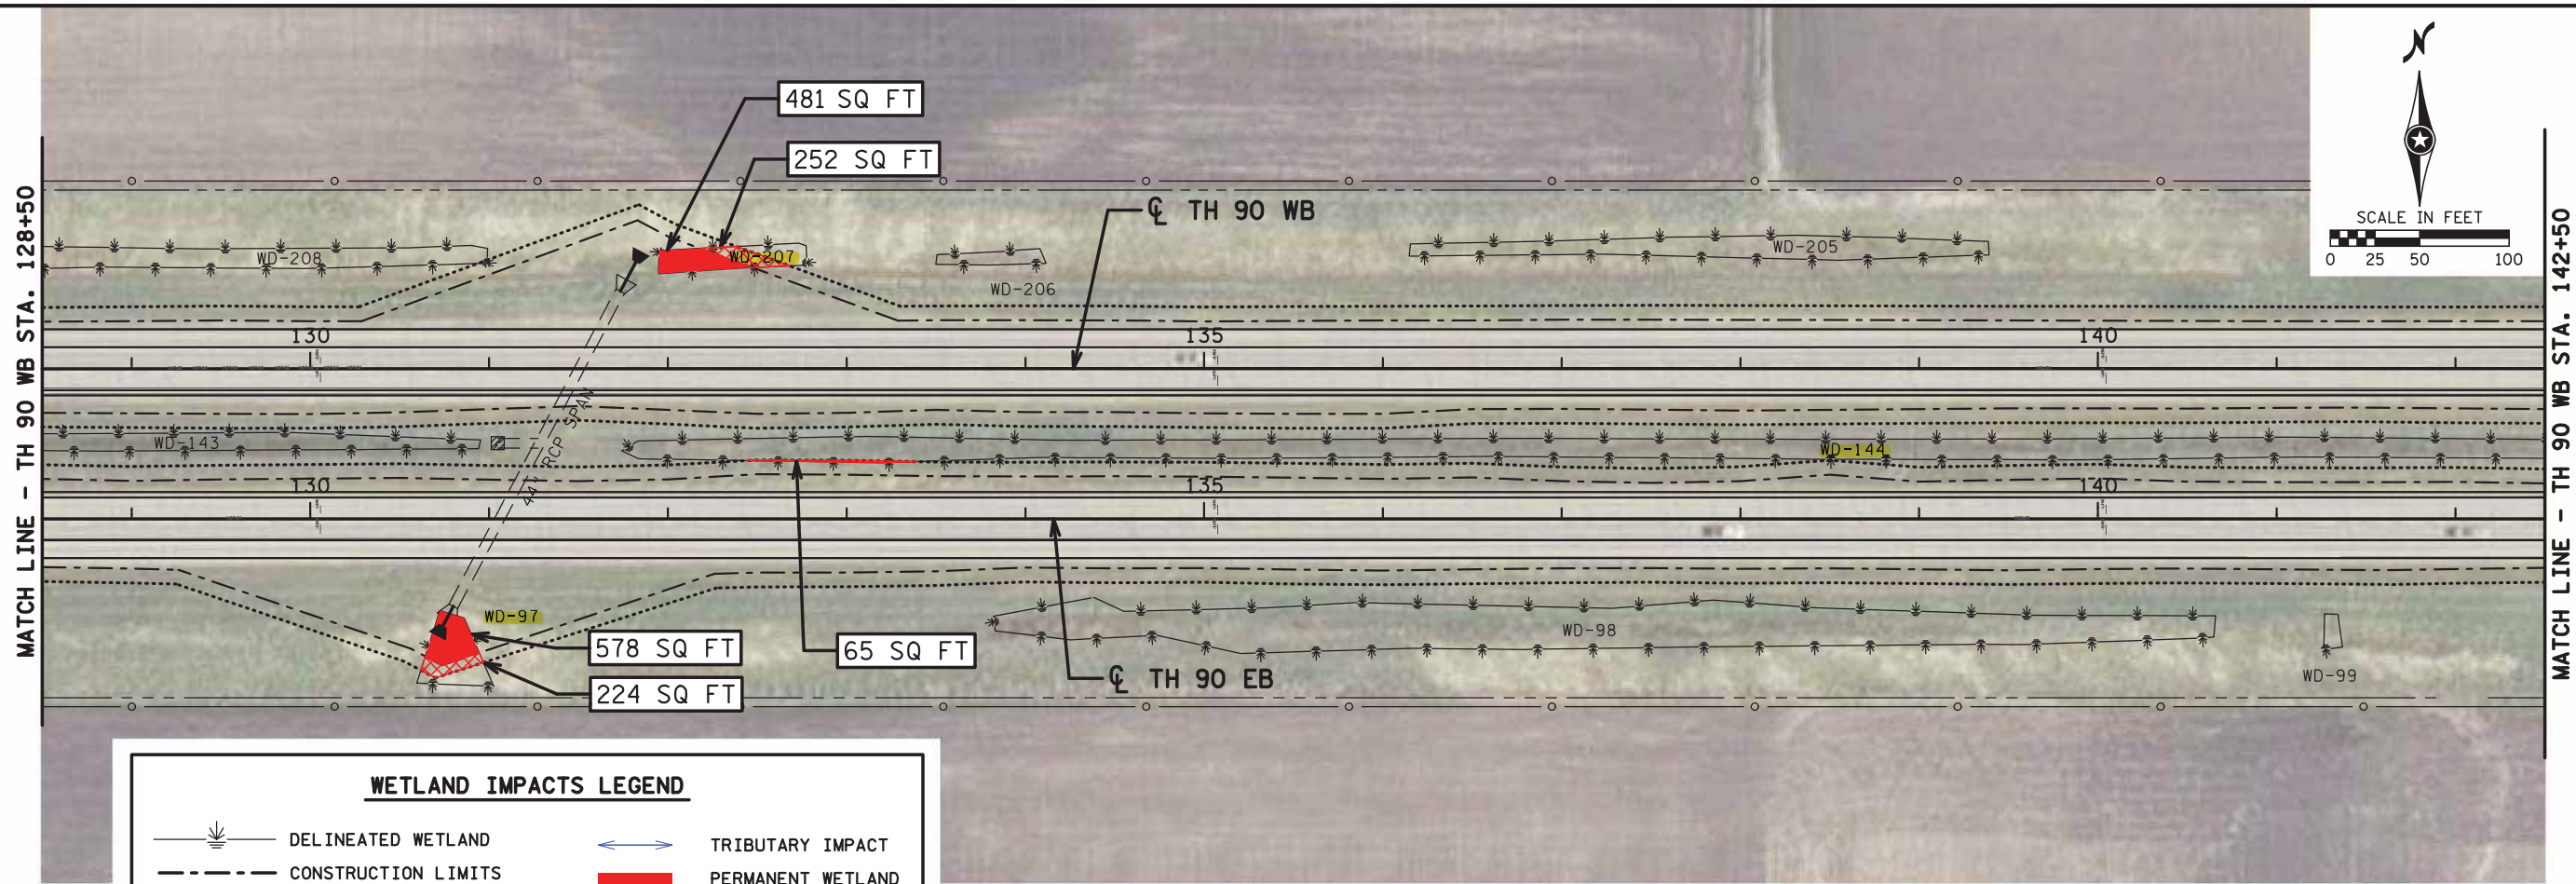 481 SQ FT
252 SQ FT
℄ TH 90 WB
N
SCALE IN FEET
0 25 50 100
MATCH LINE - TH 90 WB STA. 128+50
MATCH LINE - TH 90 WB STA. 142+50
WD-208
WD-207
WD-206
WD-205
130
135
140
WD-143
44" RCP SPAN
WD-144
130
135
140
WD-97
578 SQ FT
224 SQ FT
65 SQ FT
℄ TH 90 EB
WD-98
WD-99
WETLAND IMPACTS LEGEND
DELINEATED WETLAND
TRIBUTARY IMPACT
CONSTRUCTION LIMITS
PERMANENT WETLAND